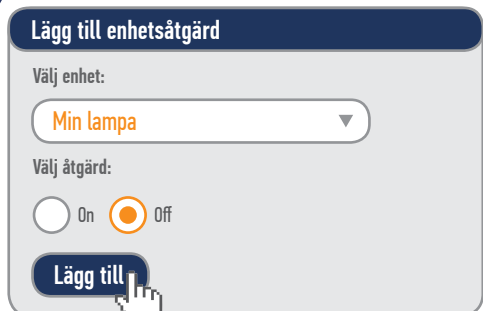 Lägg till enhetsåtgärd
Välj enhet:
Min lampa
Välj åtgärd:
On Off
Lägg till